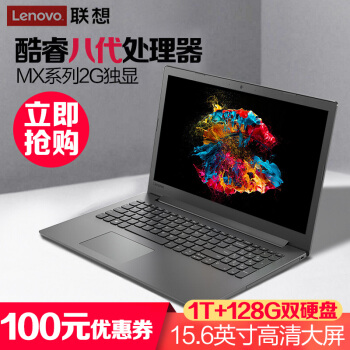 Lenovo 联想
酷睿八代处理器
MX系列2G独显
立即
抢购
1T+128G双硬盘
100元优惠券
15.6英寸高清大屏